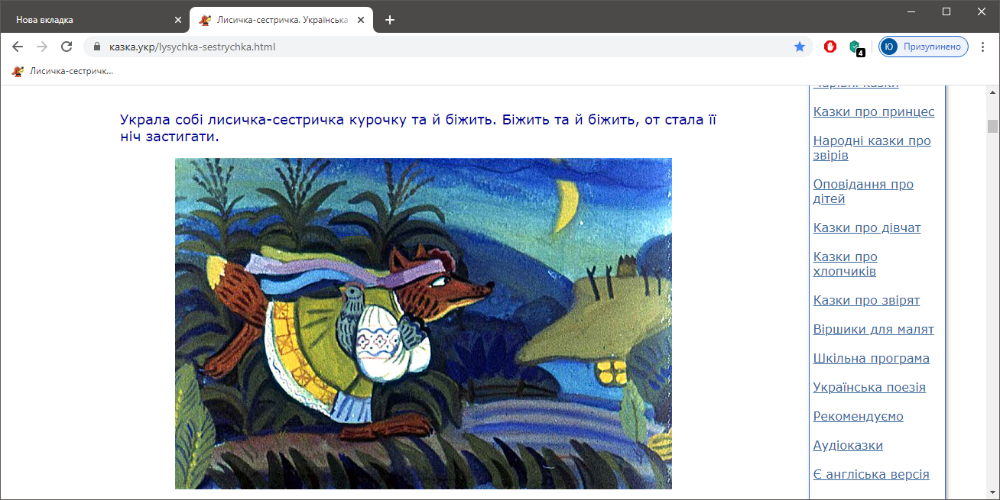 Нова вкладка
Лисичка-сестричка. Українська
казка.укр/lysychka-sestrychka.html
4
Ю Призупинено
Лисичка-сестричк...
Украла собі лисичка-сестричка курочку та й біжить. Біжить та й біжить, от стала її
ніч застигати.
Чарівні казки
Казки про принцес
Народні казки про
звірів
Оповідання про
дітей
Казки про дівчат
Казки про
хлопчиків
Казки про звірят
Віршики для малят
Шкільна програма
Українська поезія
Рекомендуємо
Аудіоказки
Є англіська версія